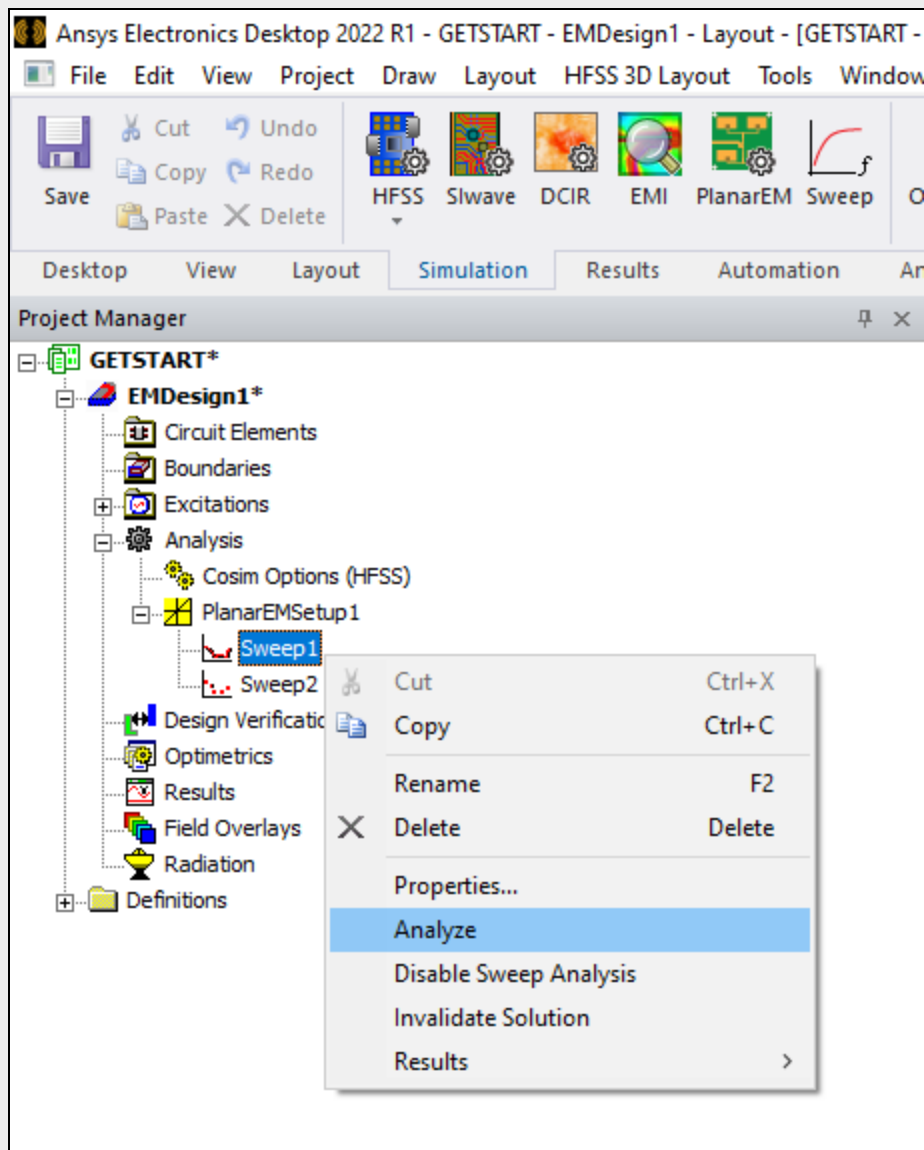 Ansys Electronics Desktop 2022 R1 - GETSTART - EMDesign1 - Layout - [GETSTART -
File Edit View Project Draw Layout HFSS 3D Layout Tools Window
Save
Cut Undo
Copy Redo
Paste Delete
HFSS SIwave DCIR EMI PlanarEM Sweep
Desktop View Layout Simulation Results Automation
Project Manager
GETSTART*
EMDesign1*
Circuit Elements
Boundaries
Excitations
Analysis
Cosim Options (HFSS)
PlanarEMSetup1
Sweep1
Sweep2
Design Verificatio
Optimetrics
Results
Field Overlays
Radiation
Definitions
Cut Ctrl+X
Copy Ctrl+C
Rename F2
Delete Delete
Properties...
Analyze
Disable Sweep Analysis
Invalidate Solution
Results